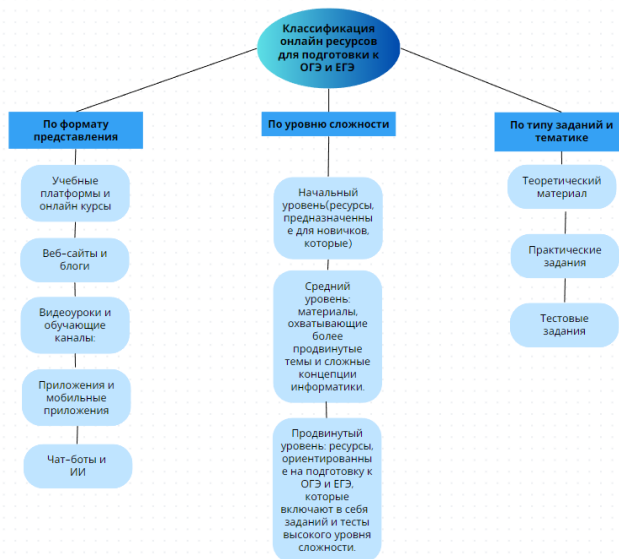 Классификация
онлайн ресурсов
для подготовки к
ОГЭ и ЕГЭ
По формату
представления
Учебные
платформы и
онлайн курсы
Веб-сайты и
блоги
Видеоуроки и
обучающие
каналы:
Приложения и
мобильные
приложения
Чат-боты и
ИИ
По уровню сложности
Начальный
уровень(ресурсы,
предназначенны
е для новичков,
которые)
Средний
уровень:
материалы,
охватывающие
более
продвинутые
темы и сложные
концепции
информатики.
Продвинутый
уровень: ресурсы,
ориентированны
е на подготовку к
ОГЭ и ЕГЭ,
которые
включают в себя
заданий и тесты
высокого уровня
сложности.
По типу заданий и
тематике
Теоретический
материал
Практические
задания
Тестовые
задания